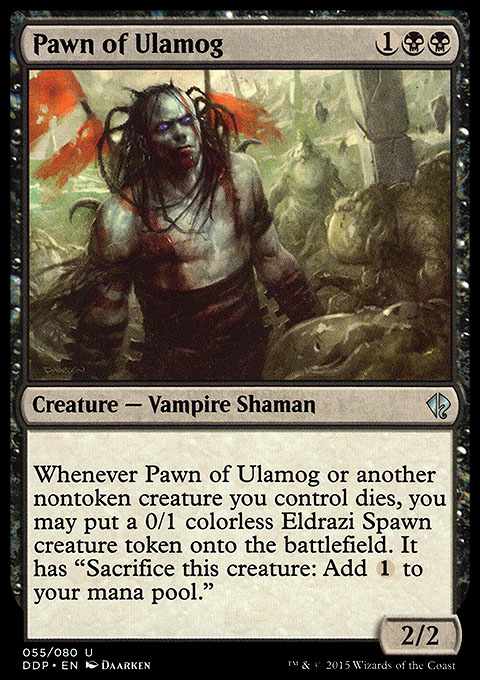 Pawn of Ulamog 1
DARKEN
Creature — Vampire Shaman
Whenever Pawn of Ulamog or another
nontoken creature you control dies, you
may put a 0/1 colorless Eldrazi Spawn
creature token onto the battlefield. It
has “Sacrifice this creature: Add 1 to
your mana pool.”
2/2
055/080 U
DDP • EN DAARKEN
™ & © 2015 Wizards of the Coast